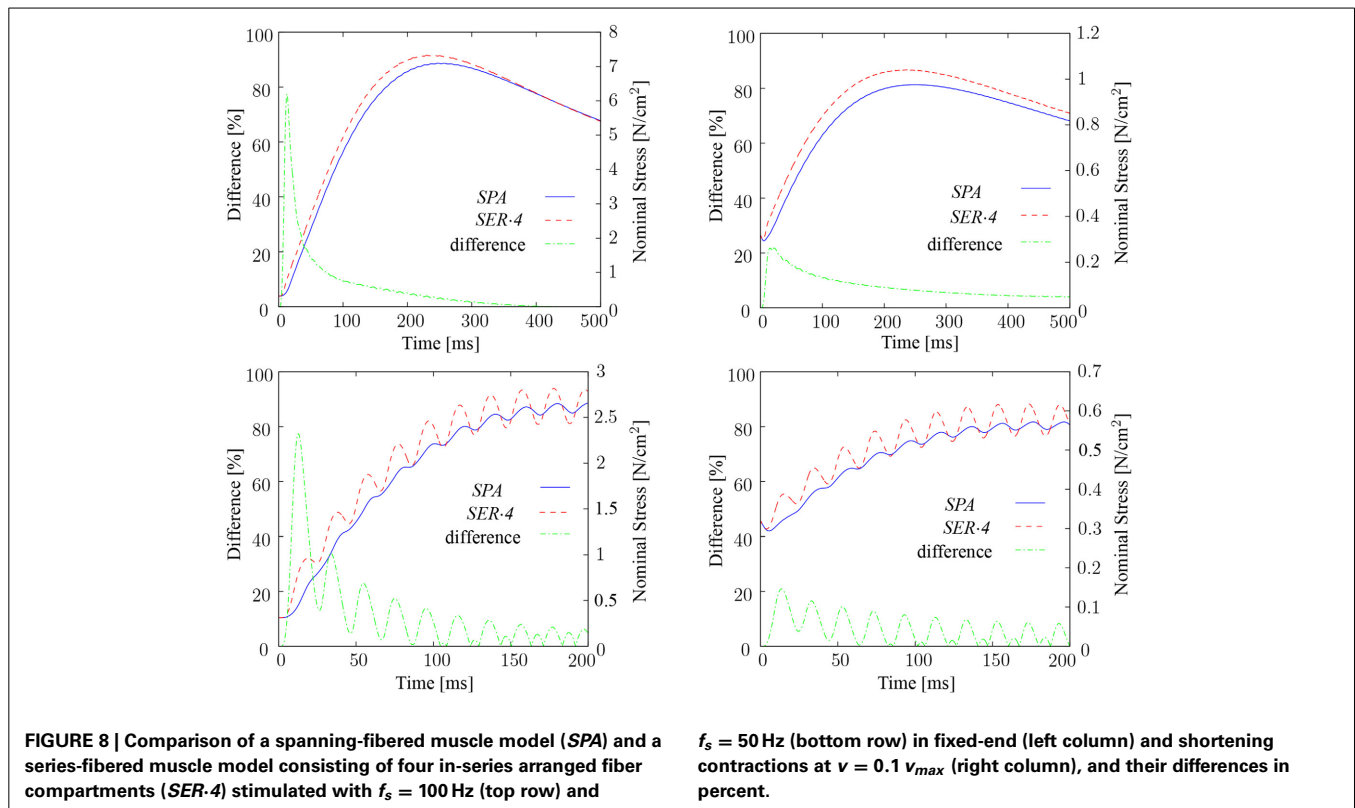 100
80
60
40
20
0
Difference [%]
8
7
6
5
4
3
2
1
0
Nominal Stress [N/cm²]
SPA
SER·4
difference
0 100 200 300 400 500
Time [ms]
100
80
60
40
20
0
Difference [%]
1.2
1
0.8
0.6
0.4
0.2
0
Nominal Stress [N/cm²]
SPA
SER·4
difference
0 100 200 300 400 500
Time [ms]
100
80
60
40
20
0
Difference [%]
3
2.5
2
1.5
1
0.5
0
Nominal Stress [N/cm²]
SPA
SER·4
difference
0 50 100 150 200
Time [ms]
100
80
60
40
20
0
Difference [%]
0.7
0.6
0.5
0.4
0.3
0.2
0.1
0
Nominal Stress [N/cm²]
SPA
SER·4
difference
0 50 100 150 200
Time [ms]
FIGURE 8 | Comparison of a spanning-fibered muscle model (SPA) and a
series-fibered muscle model consisting of four in-series arranged fiber
compartments (SER·4) stimulated with fs = 100 Hz (top row) and
fs = 50 Hz (bottom row) in fixed-end (left column) and shortening
contractions at v = 0.1 vmax (right column), and their differences in
percent.